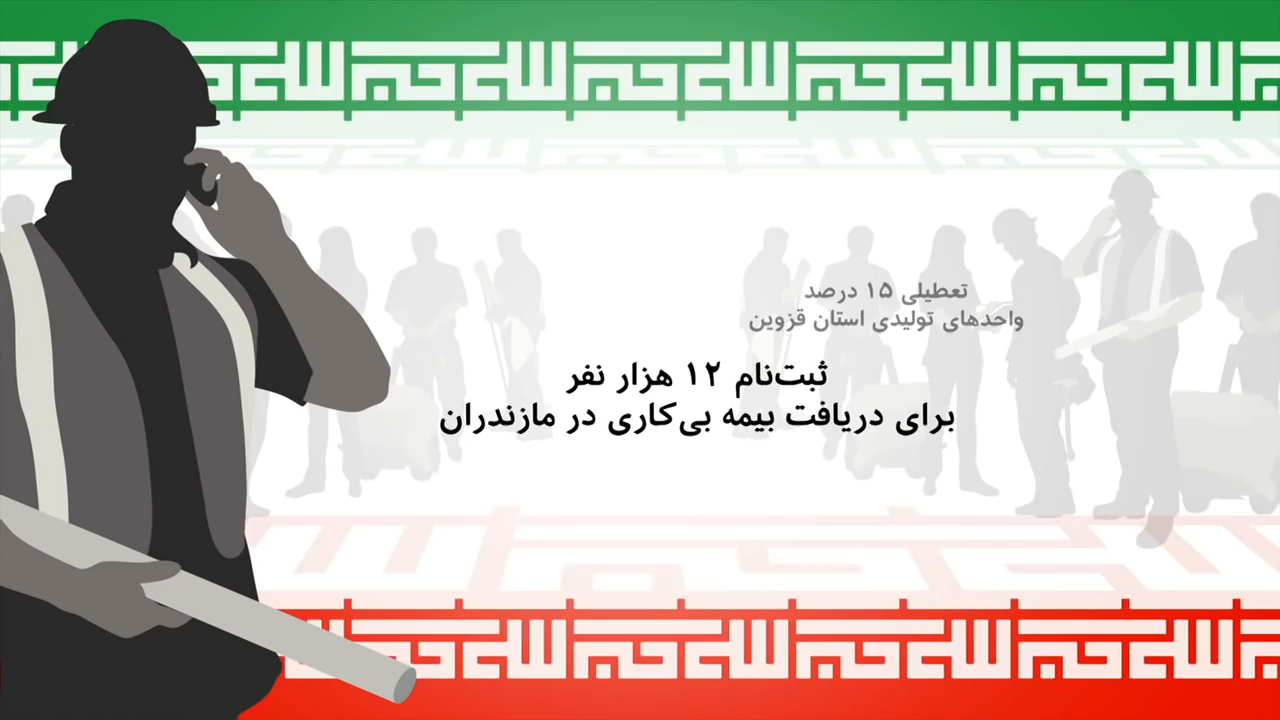 تعطیلی ۱۵ درصد
واحدهای تولیدی استان قزوین
ثبت‌نام ۱۲ هزار نفر
برای دریافت بیمه بی‌کاری در مازندران